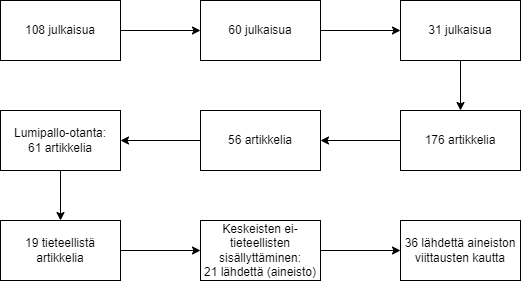 108 julkaisua
60 julkaisua
31 julkaisua
176 artikkelia
56 artikkelia
Lumipallo-otanta:
61 artikkelia
19 tieteellistä
artikkelia
Keskeisten ei-
tieteellisten
sisällyttäminen:
21 lähdettä (aineisto)
36 lähdettä aineiston
viittausten kautta